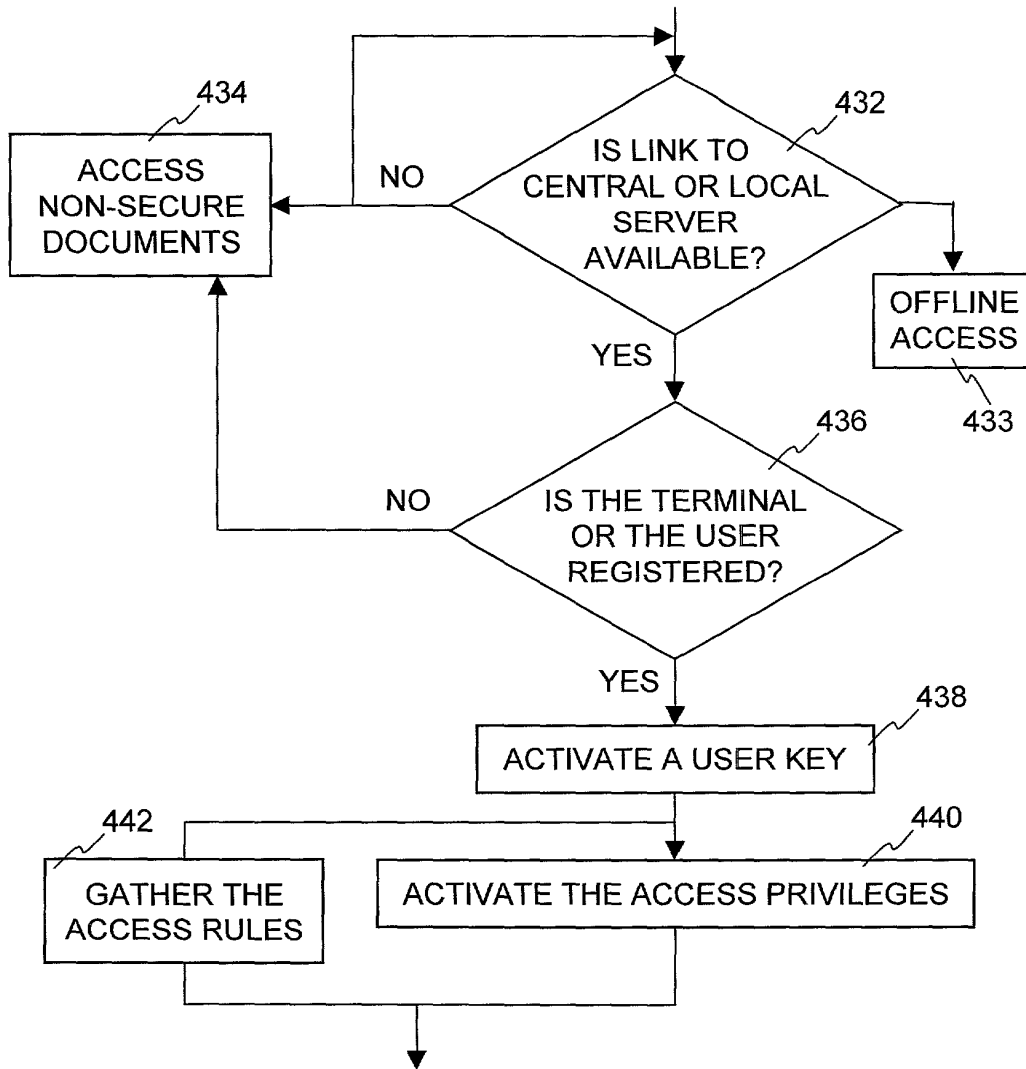 434
ACCESS
NON-SECURE
DOCUMENTS
NO
432
IS LINK TO
CENTRAL OR LOCAL
SERVER
AVAILABLE?
OFFLINE
ACCESS
433
YES
436
NO
IS THE TERMINAL
OR THE USER
REGISTERED?
YES
438
ACTIVATE A USER KEY
442
GATHER THE
ACCESS RULES
440
ACTIVATE THE ACCESS PRIVILEGES